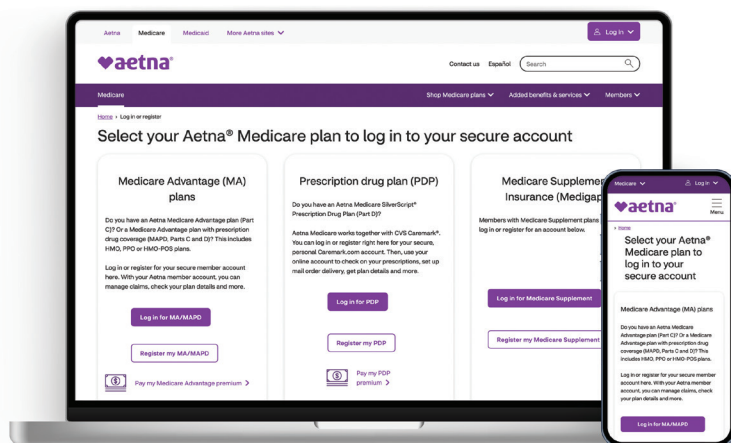 Aetna Medicare Medicaid More Aetna sites Log in
aetna®
Contact us Español Search
Medicare Shop Medicare plans Added benefits & services Members
Home › Log in or register
Select your Aetna® Medicare plan to log in to your secure account
Medicare Advantage (MA)
plans
Do you have an Aetna Medicare Advantage plan (Part
C)? Or a Medicare Advantage plan with prescription
drug coverage (MAPD, Parts C and D)? This includes
HMO, PPO or HMO-POS plans.
Log in or register for your secure member account
here. With your Aetna member account, you can
manage claims, check your plan details and more.
Log in for MA/MAPD
Register my MA/MAPD
Pay my Medicare Advantage premium
Prescription drug plan (PDP)
Do you have an Aetna Medicare SilverScript®
Prescription Drug Plan (Part D)?
Aetna Medicare works together with CVS Caremark®.
You can log in or register right here for your secure,
personal Caremark.com account. Then, use your
online account to check on your prescriptions, set up
mail order delivery, get plan details and more.
Log in for PDP
Register my PDP
Pay my PDP
premium
Medicare Supplement
Insurance (Medigap
Members with Medicare Supplement plans
log in or register for an account below.
Log in for Medicare Supplement
Register my Medicare Supplement
Medicare Log in
aetna®
Menu
‹ Home
Select your Aetna®
Medicare plan to
log in to your
secure account
Medicare Advantage (MA) plans
Do you have an Aetna Medicare
Advantage plan (Part C)? Or a Medicare
Advantage plan with prescription drug
coverage (MAPD, Parts C and D)? This
includes HMO, PPO or HMO-POS plans.
Log in or register for your secure member
account here. With your Aetna member
account, you can manage claims, check
your plan details and more.
Log in for MA/MAPD